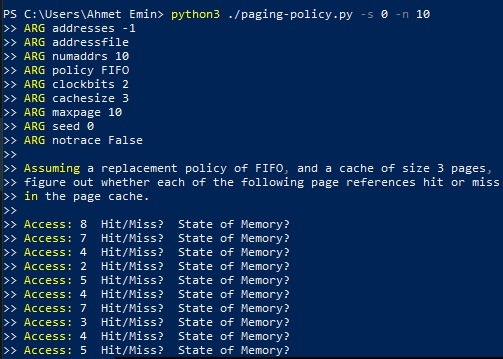 PS C:\Users\Ahmet Emin> python3 ./paging-policy.py -s 0 -n 10
>> ARG addresses -1
>> ARG addressfile
>> ARG numaddrs 10
>> ARG policy FIFO
>> ARG clockbits 2
>> ARG cachesize 3
>> ARG maxpage 10
>> ARG seed 0
>> ARG notrace False
>>
>> Assuming a replacement policy of FIFO, and a cache of size 3 pages,
>> figure out whether each of the following page references hit or miss
>> in the page cache.
>>
>> Access: 8  Hit/Miss?  State of Memory?
>> Access: 7  Hit/Miss?  State of Memory?
>> Access: 4  Hit/Miss?  State of Memory?
>> Access: 2  Hit/Miss?  State of Memory?
>> Access: 5  Hit/Miss?  State of Memory?
>> Access: 4  Hit/Miss?  State of Memory?
>> Access: 7  Hit/Miss?  State of Memory?
>> Access: 3  Hit/Miss?  State of Memory?
>> Access: 4  Hit/Miss?  State of Memory?
>> Access: 5  Hit/Miss?  State of Memory?